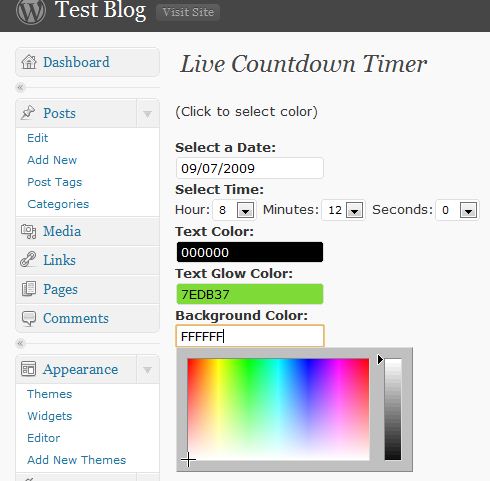 Test Blog Visit Site
Dashboard
Posts
Edit
Add New
Post Tags
Categories
Media
Links
Pages
Comments
Appearance
Themes
Widgets
Editor
Add New Themes
Live Countdown Timer
(Click to select color)
Select a Date:
09/07/2009
Select Time:
Hour: 8 Minutes: 12 Seconds: 0
Text Color:
000000
Text Glow Color:
7EDB37
Background Color:
FFFFFF